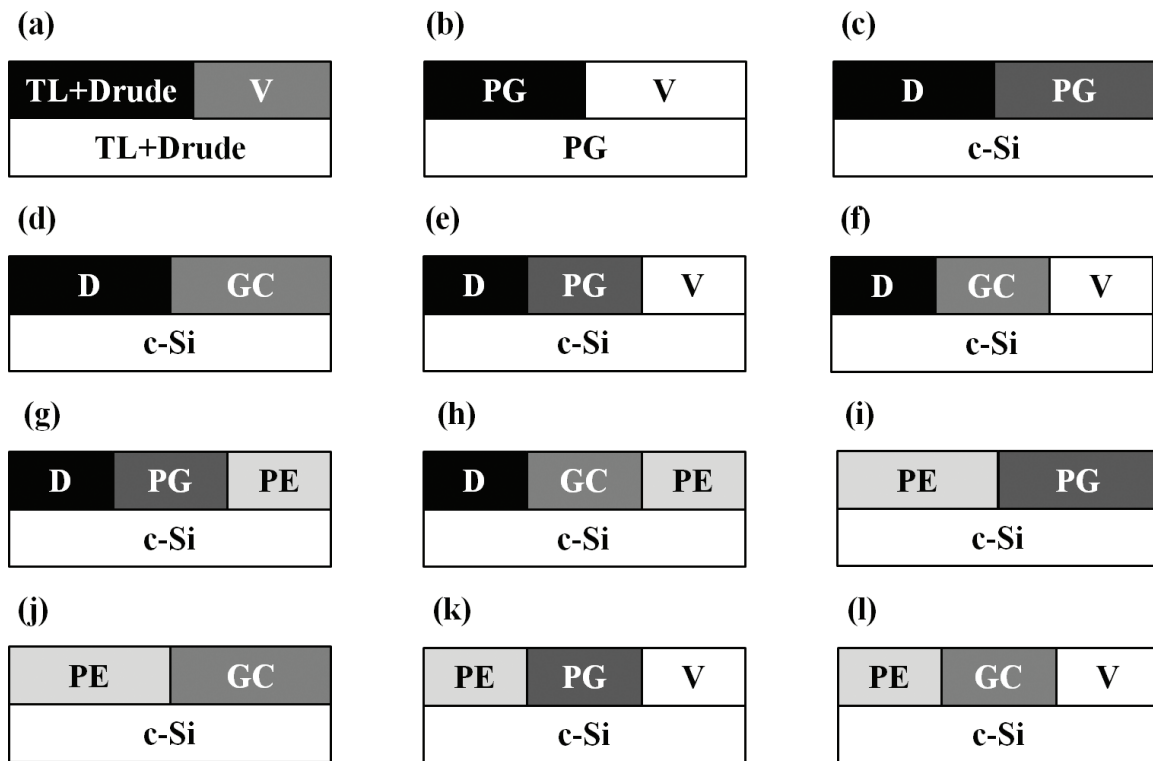 (a) (b) (c)
TL+Drude V PG V D PG
TL+Drude PG c-Si
(d) (e) (f)
D GC D PG V D GC V
c-Si c-Si c-Si
(g) (h) (i)
D PG PE D GC PE PE PG
c-Si c-Si c-Si
(j) (k) (l)
PE GC PE PG V PE GC V
c-Si c-Si c-Si